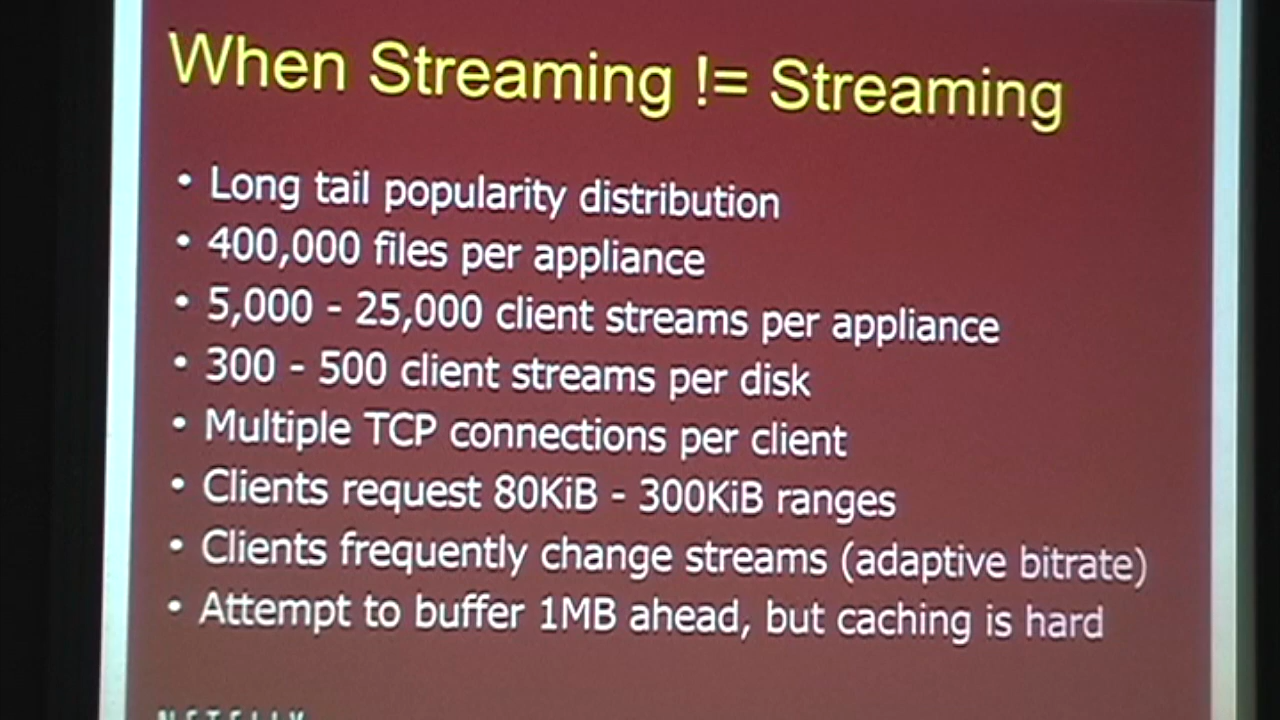 When Streaming != Streaming
• Long tail popularity distribution
• 400,000 files per appliance
• 5,000 - 25,000 client streams per appliance
• 300 - 500 client streams per disk
• Multiple TCP connections per client
• Clients request 80KiB - 300KiB ranges
• Clients frequently change streams (adaptive bitrate)
• Attempt to buffer 1MB ahead, but caching is hard
NETFLIX